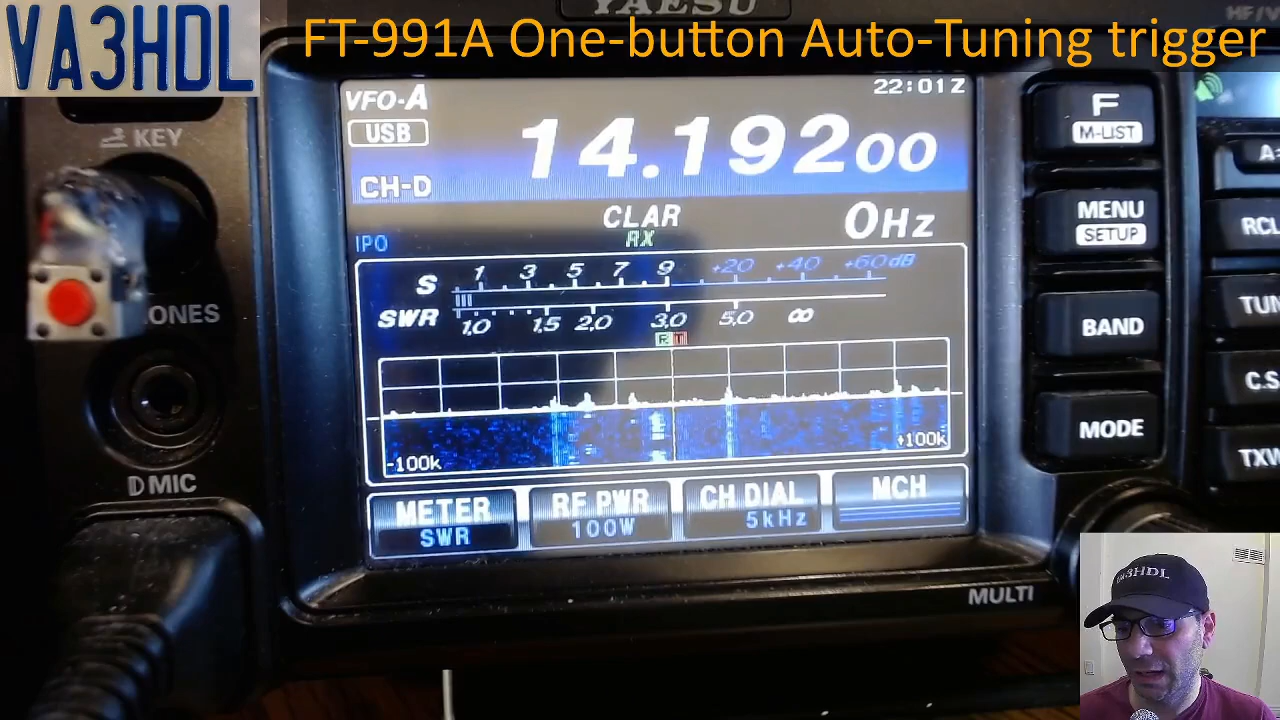 YAESU
HF/V
VA3HDL
FT-991A One-button Auto-Tuning trigger
VFO-A
22:01Z
F
M-LIST
USB
14.192 00
KEY
CH-D
CLAR
0Hz
MENU
SETUP
RCL
IPO
RX
S 1 3 5 7 9 +20 +40 +60dB
SWR 1.0 1.5 2.0 3.0 5.0 ∞
ONES
TUN
BAND
C.S
MODE
-100k
+100k
TXW
MIC
METER
SWR
RF PWR
100W
CH DIAL
5kHz
MCH
MULTI
VA3HDL